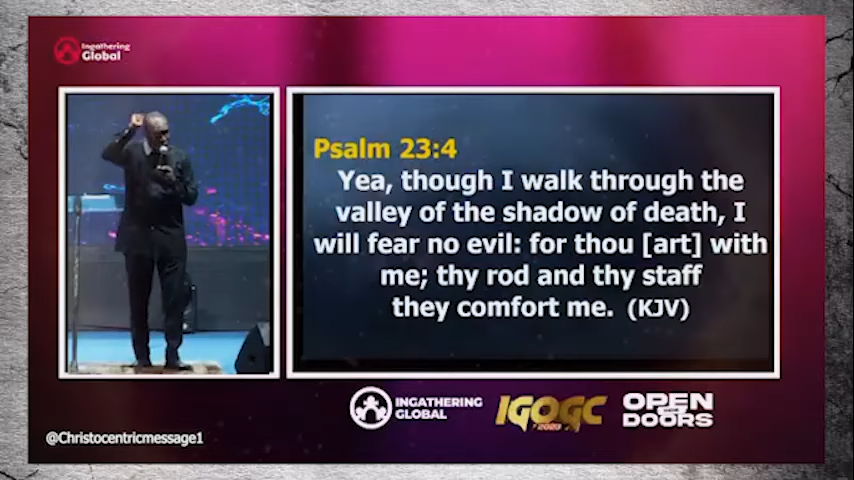 Ingathering
Global
Psalm 23:4
Yea, though I walk through the
valley of the shadow of death, I
will fear no evil: for thou [art] with
me; thy rod and thy staff
they comfort me. (KJV)
INGATHERING
GLOBAL
IGOGC
2023
OPEN
DOORS
@Christocentricmessage1